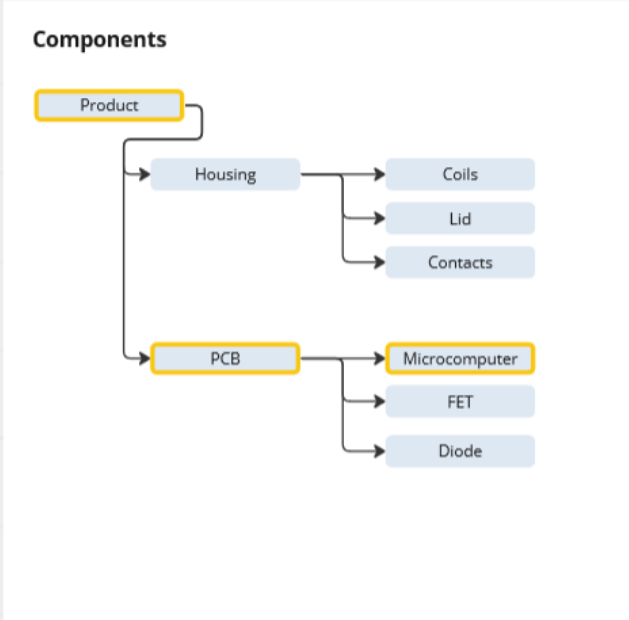 Components
Product
Housing
Coils
Lid
Contacts
PCB
Microcomputer
FET
Diode